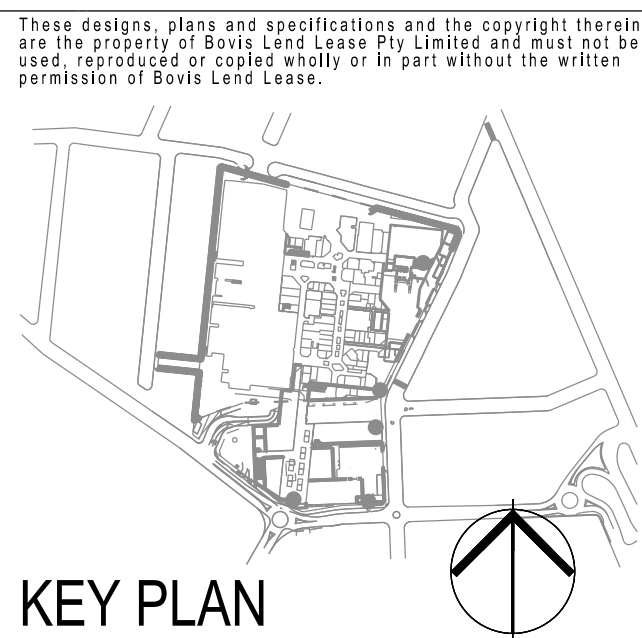 These designs, plans and specifications and the copyright therein
are the property of Bovis Lend Lease Pty Limited and must not be
used, reproduced or copied wholly or in part without the written
permission of Bovis Lend Lease.
KEY PLAN